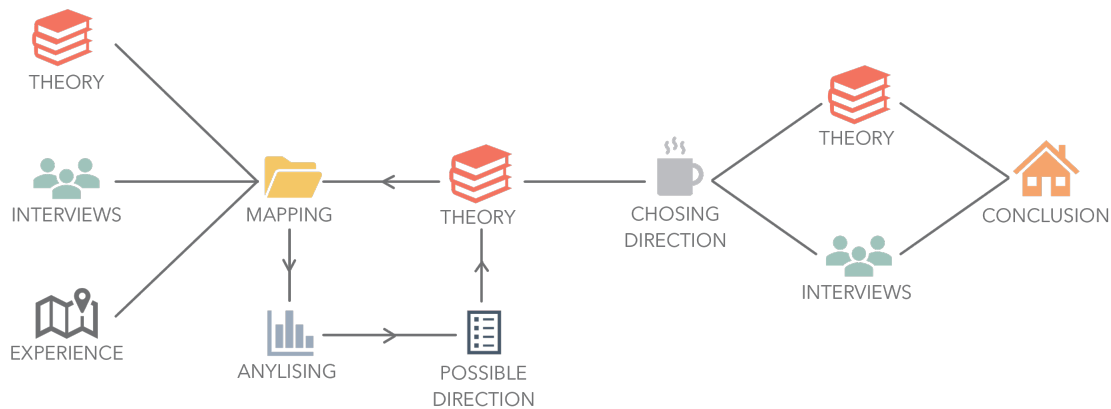 THEORY
INTERVIEWS
EXPERIENCE
MAPPING
ANYLISING
THEORY
POSSIBLE
DIRECTION
CHOSING
DIRECTION
THEORY
INTERVIEWS
CONCLUSION